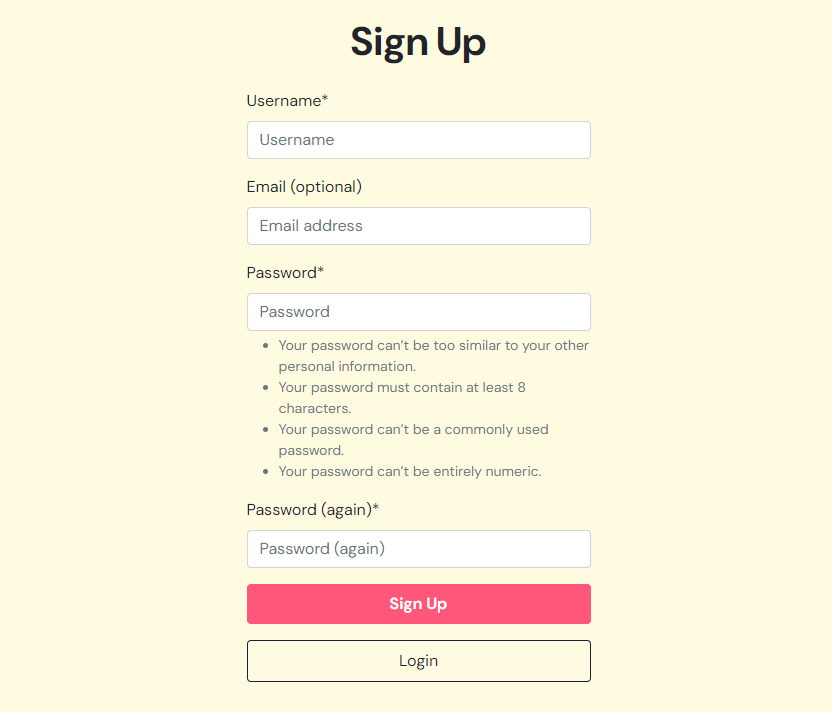 Sign Up
Username*
Username
Email (optional)
Email address
Password*
Password
• Your password can’t be too similar to your other
personal information.
• Your password must contain at least 8
characters.
• Your password can’t be a commonly used
password.
• Your password can’t be entirely numeric.
Password (again)*
Password (again)
Sign Up
Login